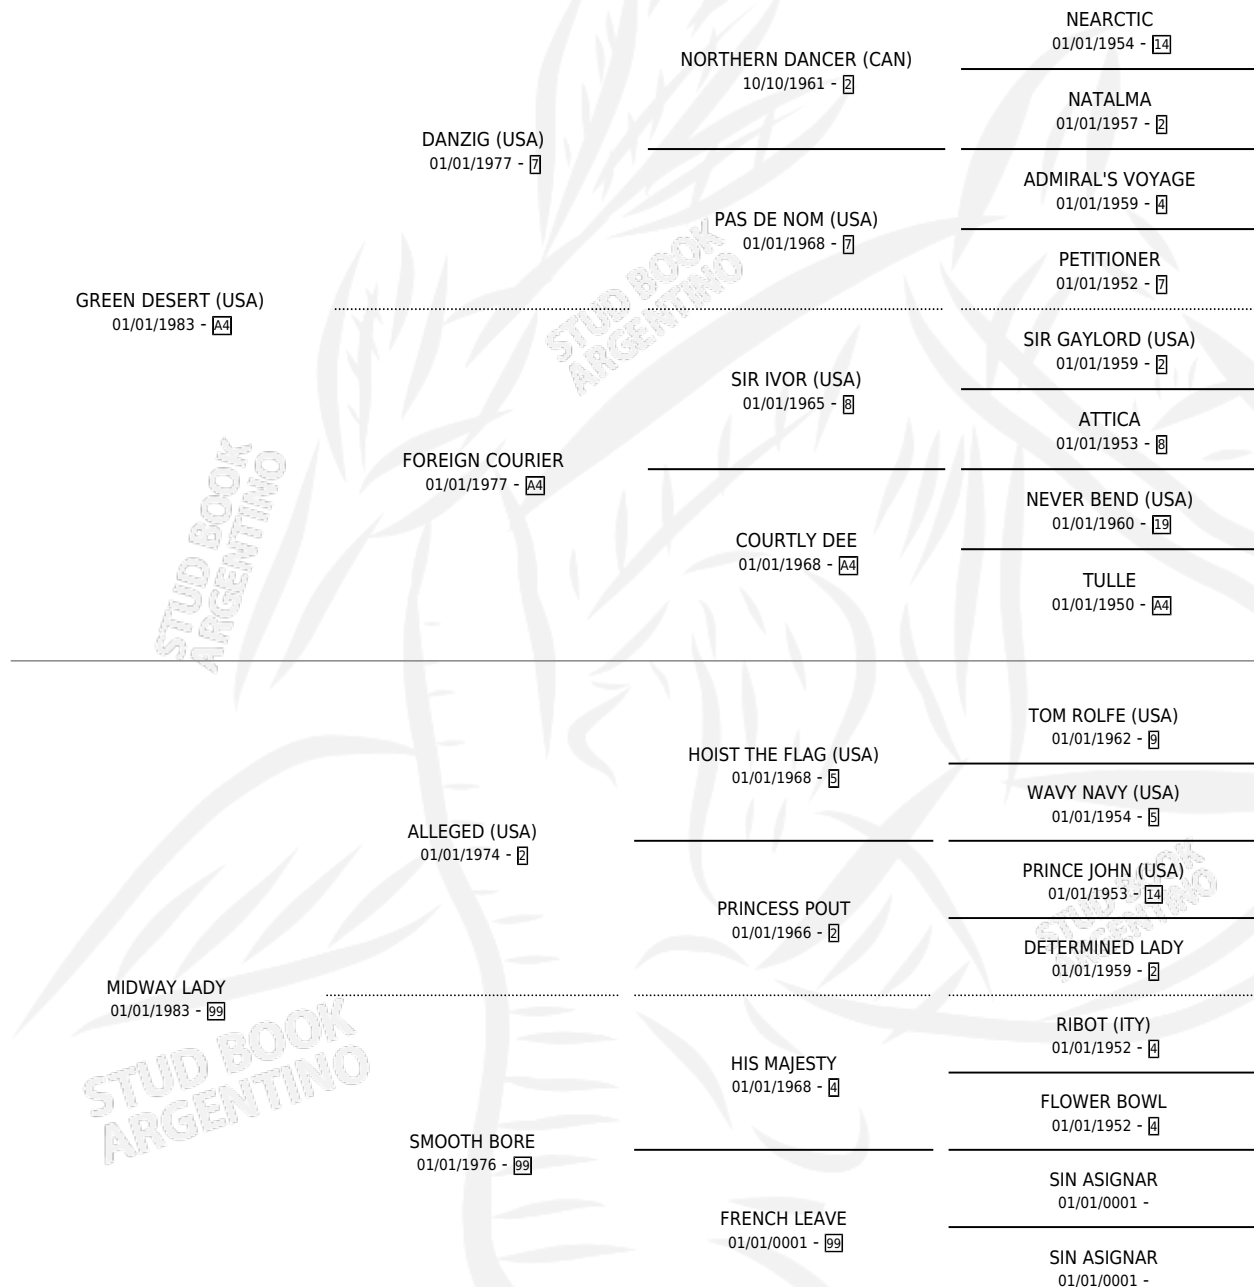 NEARCTIC
01/01/1954 - 14
NORTHERN DANCER (CAN)
10/10/1961 - 2
NATALMA
01/01/1957 - 2
DANZIG (USA)
01/01/1977 - 7
ADMIRAL'S VOYAGE
01/01/1959 - 4
PAS DE NOM (USA)
01/01/1968 - 7
PETITIONER
01/01/1952 - 7
GREEN DESERT (USA)
01/01/1983 - A4
STUD BOOK
ARGENTINO
SIR GAYLORD (USA)
01/01/1959 - 2
SIR IVOR (USA)
01/01/1965 - 8
ATTICA
01/01/1953 - 8
FOREIGN COURIER
01/01/1977 - A4
NEVER BEND (USA)
01/01/1960 - 19
COURTLY DEE
01/01/1968 - A4
TULLE
01/01/1950 - A4
STUD BOOK
ARGENTINO
TOM ROLFE (USA)
01/01/1962 - 9
HOIST THE FLAG (USA)
01/01/1968 - 5
WAVY NAVY (USA)
01/01/1954 - 5
ALLEGED (USA)
01/01/1974 - 2
PRINCE JOHN (USA)
01/01/1953 - 14
PRINCESS POUT
01/01/1966 - 2
STUD BOOK
ARGENTINO
DETERMINED LADY
01/01/1959 - 2
MIDWAY LADY
01/01/1983 - 99
RIBOT (ITY)
01/01/1952 - 4
HIS MAJESTY
01/01/1968 - 4
FLOWER BOWL
01/01/1952 - 4
STUD BOOK
ARGENTINO
SMOOTH BORE
01/01/1976 - 99
SIN ASIGNAR
01/01/0001 -
FRENCH LEAVE
01/01/0001 - 99
SIN ASIGNAR
01/01/0001 -